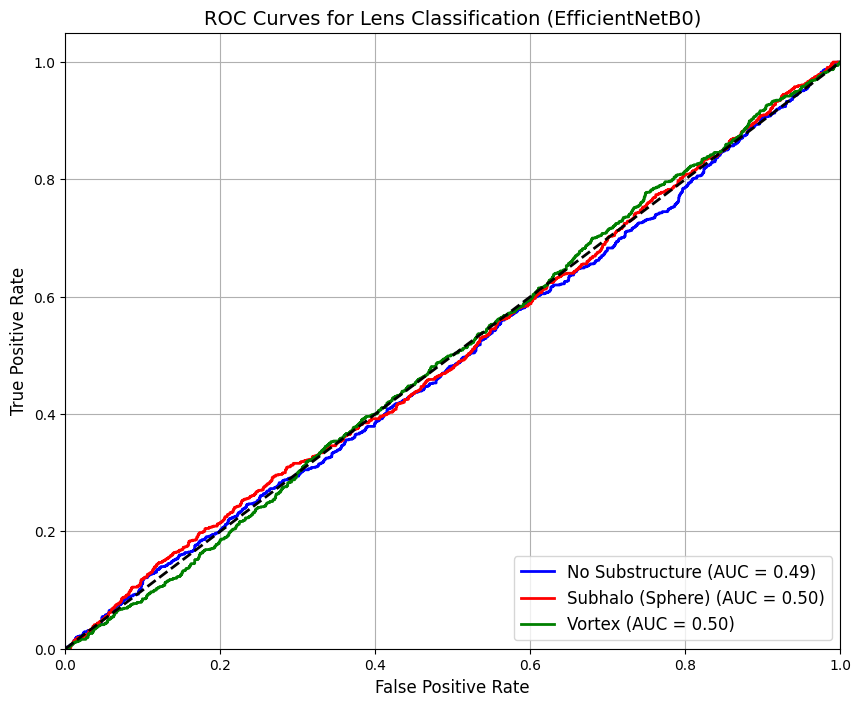 ROC Curves for Lens Classification (EfficientNetB0)
True Positive Rate
1.0
0.8
0.6
0.4
0.2
0.0
0.0 0.2 0.4 0.6 0.8 1.0
False Positive Rate
No Substructure (AUC = 0.49)
Subhalo (Sphere) (AUC = 0.50)
Vortex (AUC = 0.50)